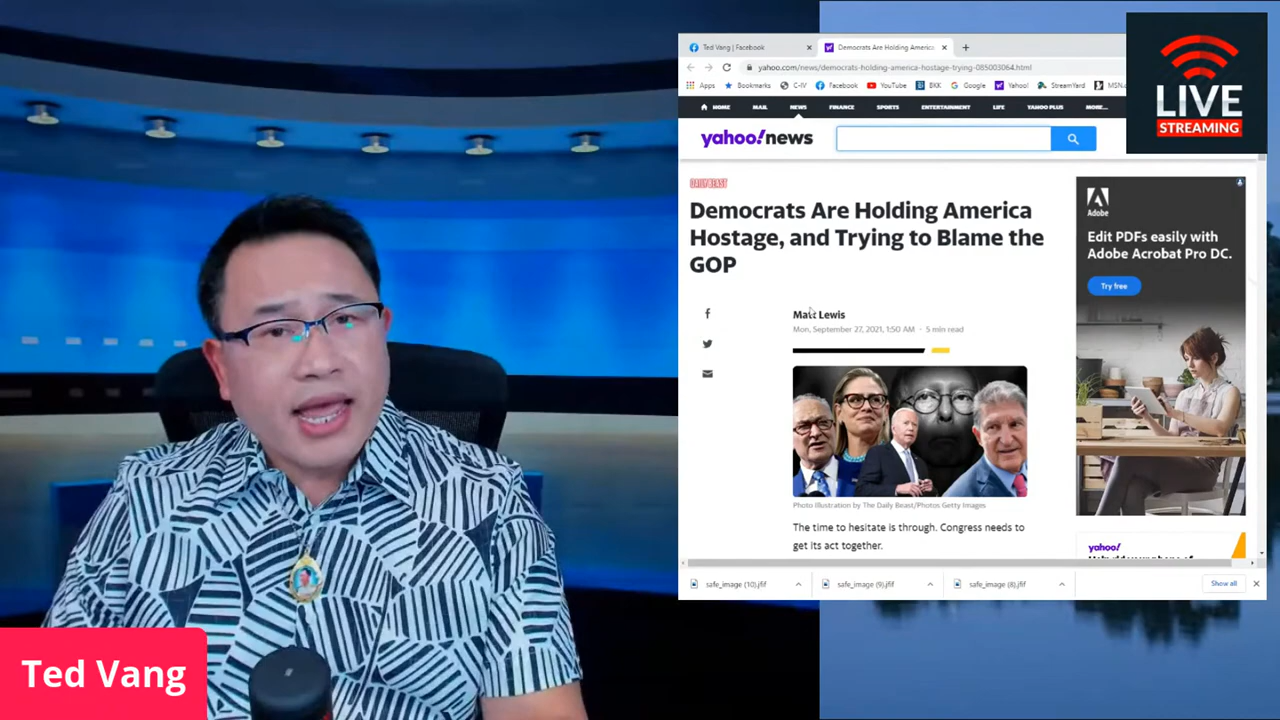 Ted Vang | Facebook
Democrats Are Holding America
yahoo.com/news/democrats-holding-america-hostage-trying-085003064.html
Apps Bookmarks C-IV Facebook YouTube BKK Google Yahoo! StreamYard MSN.c
LIVE
STREAMING
HOME MAIL NEWS FINANCE SPORTS ENTERTAINMENT LIFE YAHOO PLUS MORE...
yahoo!news
DAILY BEAST
Democrats Are Holding America
Hostage, and Trying to Blame the
GOP
Matt Lewis
Mon, September 27, 2021, 1:50 AM · 5 min read
Photo Illustration by The Daily Beast/Photos Getty Images
The time to hesitate is through. Congress needs to
get its act together.
Adobe
Edit PDFs easily with
Adobe Acrobat Pro DC.
Try free
yahoo!
safe_image (10).jfif
safe_image (9).jfif
safe_image (8).jfif
Show all
Ted Vang